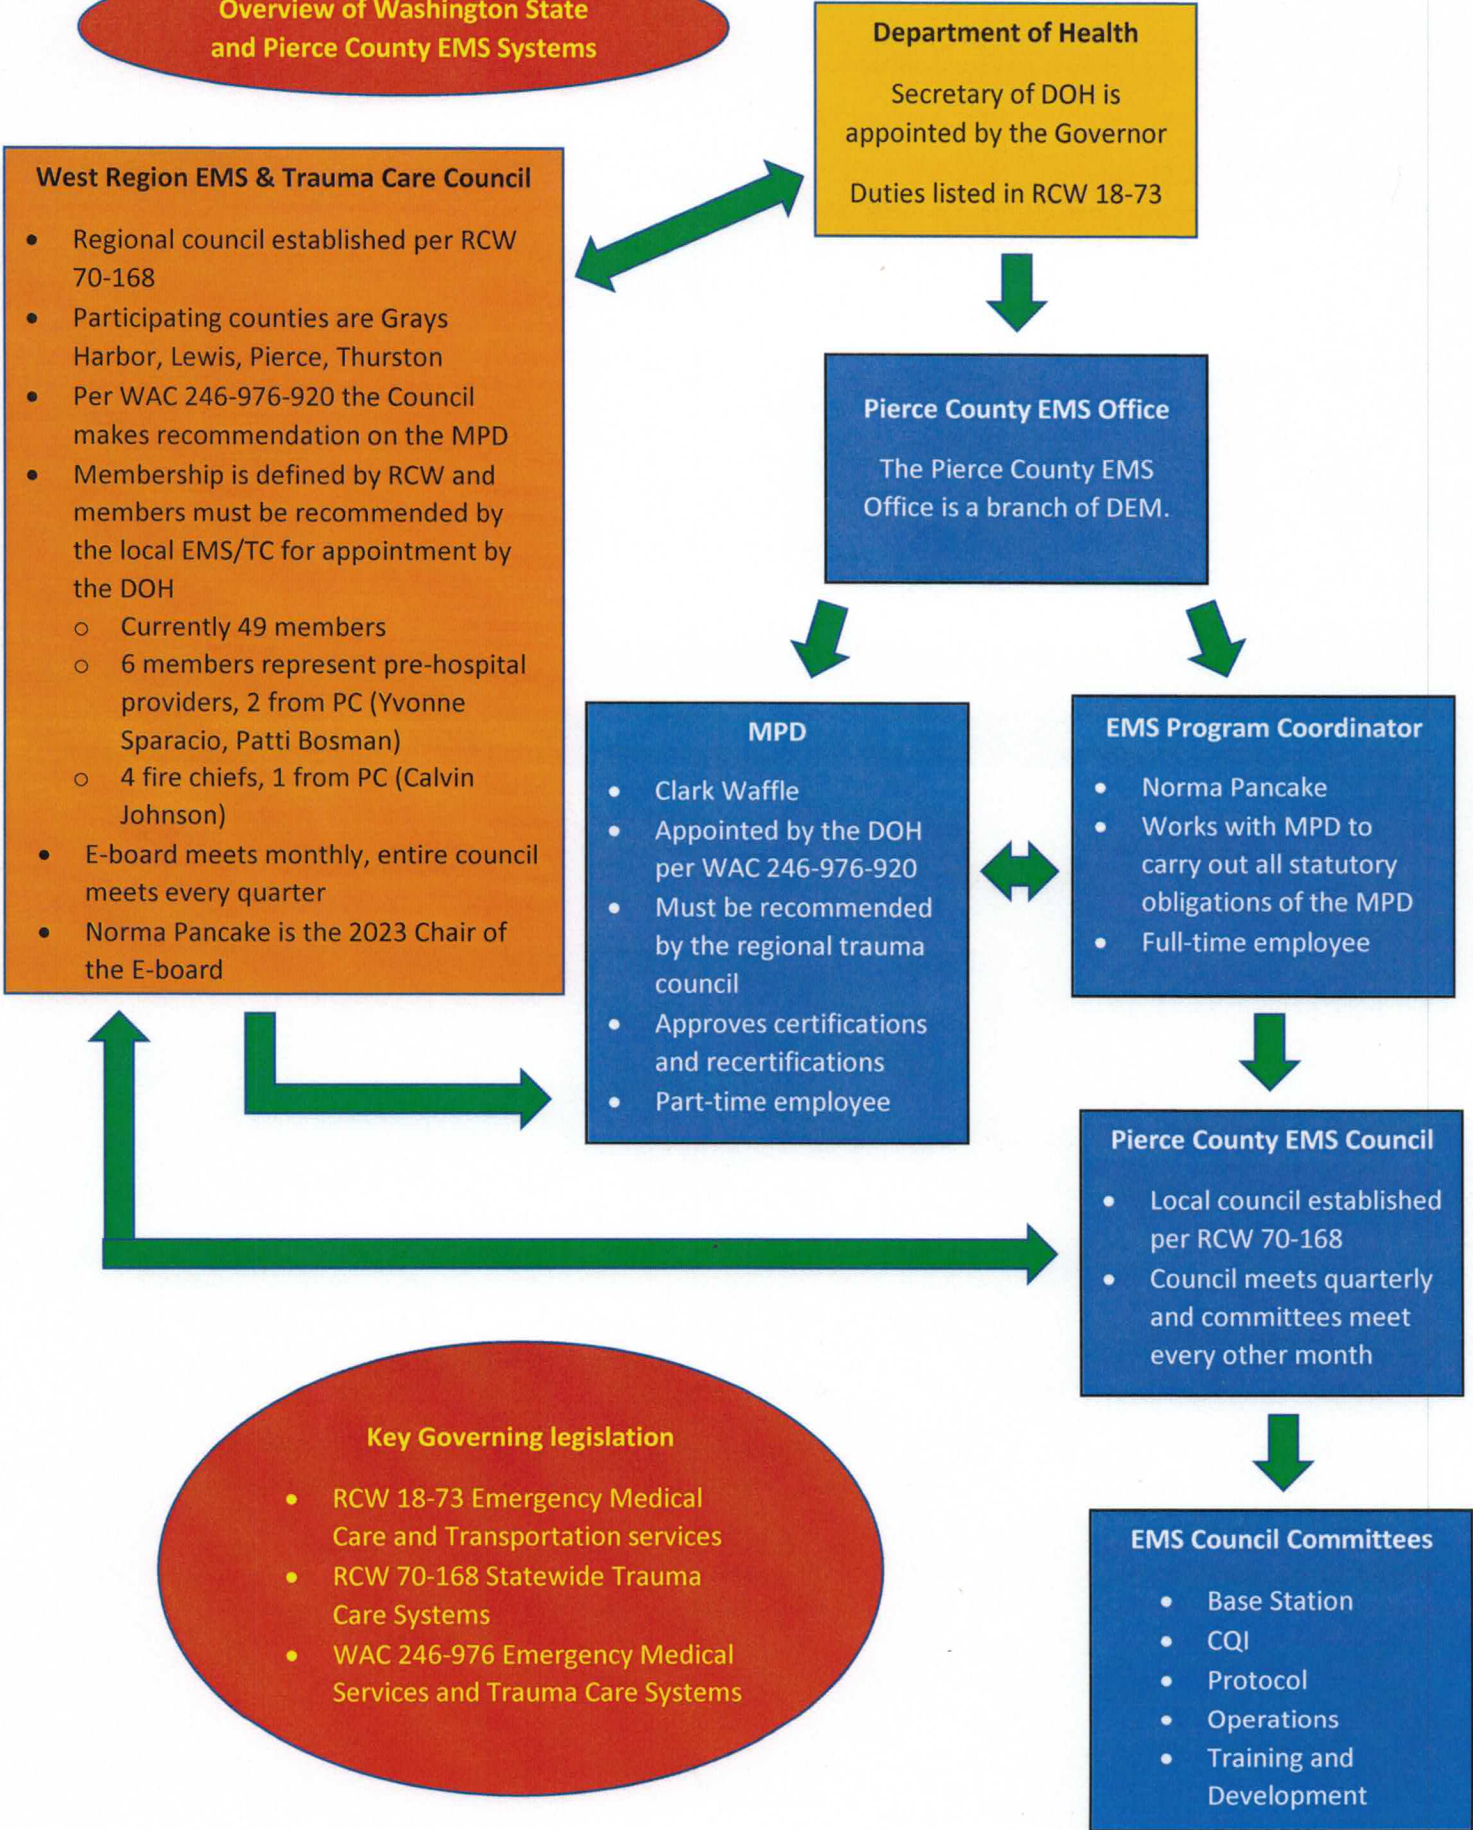 Overview of Washington State
and Pierce County EMS Systems
Department of Health
Secretary of DOH is
appointed by the Governor
Duties listed in RCW 18-73
West Region EMS & Trauma Care Council
• Regional council established per RCW
70-168
• Participating counties are Grays
Harbor, Lewis, Pierce, Thurston
• Per WAC 246-976-920 the Council
makes recommendation on the MPD
• Membership is defined by RCW and
members must be recommended by
the local EMS/TC for appointment by
the DOH
o Currently 49 members
o 6 members represent pre-hospital
providers, 2 from PC (Yvonne
Sparacio, Patti Bosman)
o 4 fire chiefs, 1 from PC (Calvin
Johnson)
• E-board meets monthly, entire council
meets every quarter
• Norma Pancake is the 2023 Chair of
the E-board
Pierce County EMS Office
The Pierce County EMS
Office is a branch of DEM.
MPD
• Clark Waffle
• Appointed by the DOH
per WAC 246-976-920
• Must be recommended
by the regional trauma
council
• Approves certifications
and recertifications
• Part-time employee
EMS Program Coordinator
• Norma Pancake
• Works with MPD to
carry out all statutory
obligations of the MPD
• Full-time employee
Pierce County EMS Council
• Local council established
per RCW 70-168
• Council meets quarterly
and committees meet
every other month
Key Governing legislation
• RCW 18-73 Emergency Medical
Care and Transportation services
• RCW 70-168 Statewide Trauma
Care Systems
• WAC 246-976 Emergency Medical
Services and Trauma Care Systems
EMS Council Committees
• Base Station
• CQI
• Protocol
• Operations
• Training and
Development